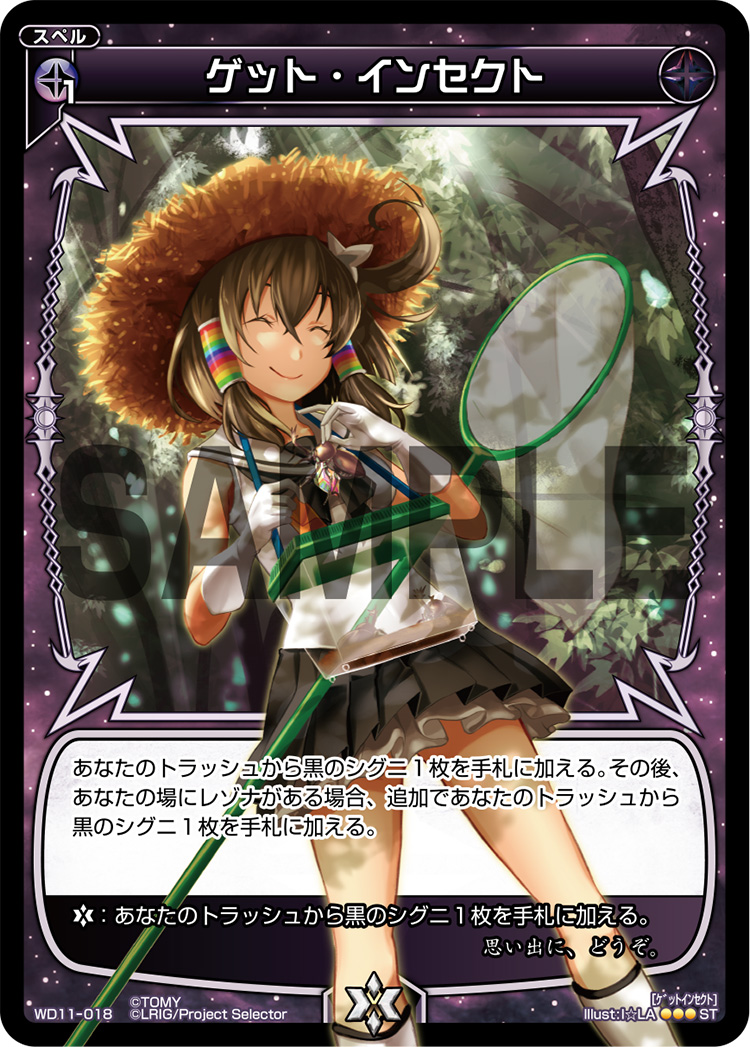 スペル
1
ゲット・インセクト
SAMPLE
あなたのトラッシュから黒のシグニ1枚を手札に加える。その後、
あなたの場にレゾナがある場合、追加であなたのトラッシュから
黒のシグニ1枚を手札に加える。
：あなたのトラッシュから黒のシグニ1枚を手札に加える。
思い出に、どうぞ。
[ゲットインセクト]
WD11-018 ©TOMY
©LRIG/Project Selector
Illust:I☆LA ST